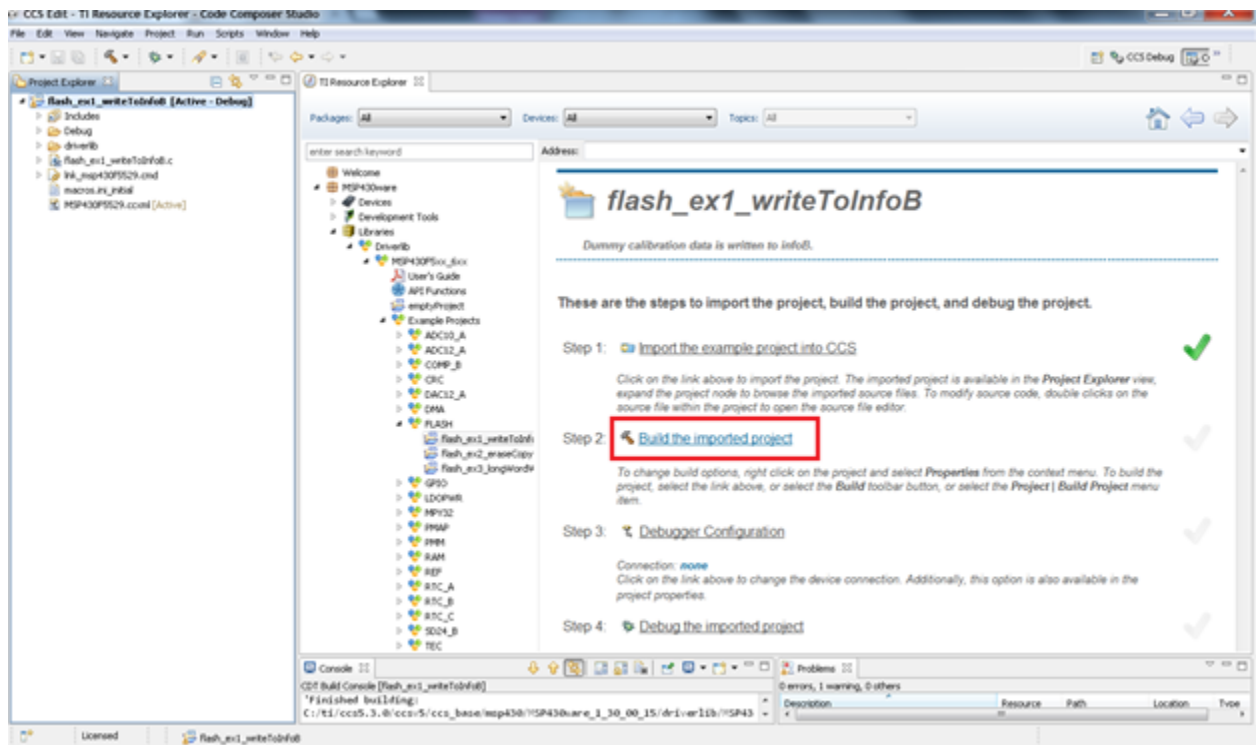 CCS Edit - TI Resource Explorer - Code Composer Studio
File Edit View Navigate Project Run Scripts Window Help
CCS Debug
Project Explorer
flash_ex1_writeToInfoB [Active - Debug]
Includes
Debug
driverlib
flash_ex1_writeToInfoB.c
lnk_msp430f5529.cmd
macros.ini_initial
MSP430F5529.ccxml [Active]
TI Resource Explorer
Packages: All Devices: All Topics: All
enter search keyword
Address:
Welcome
MSP430ware
Devices
Development Tools
Libraries
Driverlib
MSP430F5xx_6xx
User's Guide
API Functions
emptyProject
Example Projects
ADC10_A
ADC12_A
COMP_B
CRC
DAC12_A
DMA
FLASH
flash_ex1_writeToInfo
flash_ex2_eraseCopy
flash_ex3_longWordW
GPIO
LDOPWR
MPY32
PMAP
PMM
RAM
REF
RTC_A
RTC_B
RTC_C
SD24_B
TEC
flash_ex1_writeToInfoB
Dummy calibration data is written to infoB.
These are the steps to import the project, build the project, and debug the project.
Step 1: Import the example project into CCS
Click on the link above to import the project. The imported project is available in the Project Explorer view,
expand the project node to browse the imported source files. To modify source code, double clicks on the
source file within the project to open the source file editor.
Step 2: Build the imported project
To change build options, right click on the project and select Properties from the context menu. To build the
project, select the link above, or select the Build toolbar button, or select the Project | Build Project menu
item.
Step 3: Debugger Configuration
Connection: none
Click on the link above to change the device connection. Additionally, this option is also available in the
project properties.
Step 4: Debug the imported project
Console
CDT Build Console [flash_ex1_writeToInfoB]
'Finished building:
C:/ti/ccs5.3.0/ccsv5/ccs_base/msp430/MSP430ware_1_30_00_15/driverlib/MSP43
Problems
0 errors, 1 warning, 0 others
Description Resource Path Location Type
Licensed
flash_ex1_writeToInfoB